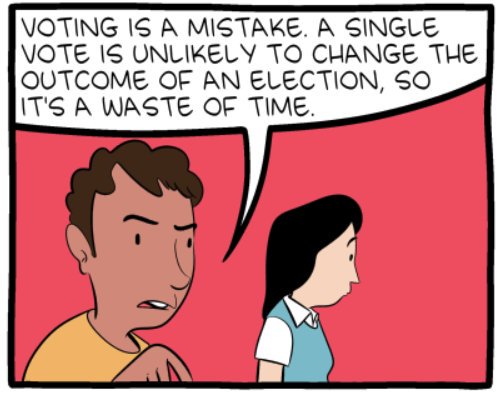 VOTING IS A MISTAKE. A SINGLE
VOTE IS UNLIKELY TO CHANGE THE
OUTCOME OF AN ELECTION, SO
IT'S A WASTE OF TIME.